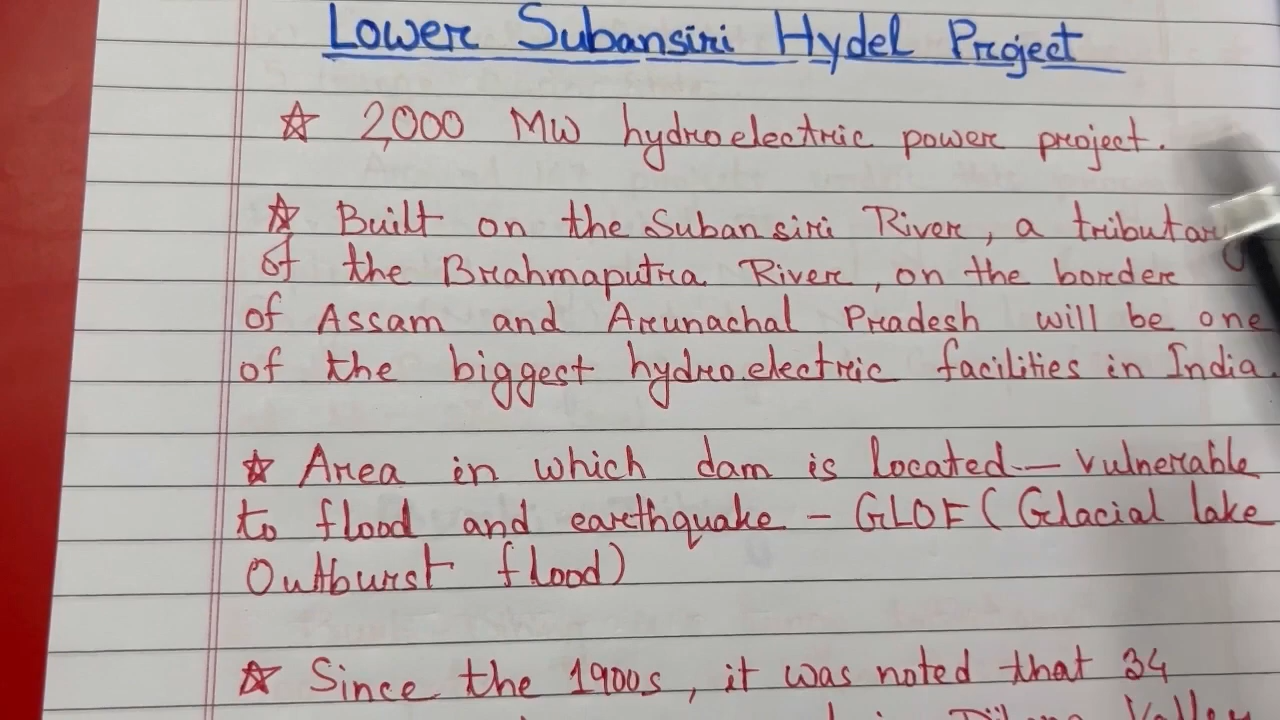 Lower Subansiri Hydel Project
☆ 2,000 MW hydroelectric power project.
☆ Built on the Subansiri River, a tributary
of the Brahmaputra River, on the border
of Assam and Arunachal Pradesh will be one
of the biggest hydroelectric facilities in India.
☆ Area in which dam is located — vulnerable
to flood and earthquake - GLOF (Glacial lake
Outburst flood)
☆ Since the 1900s, it was noted that 34
Valley